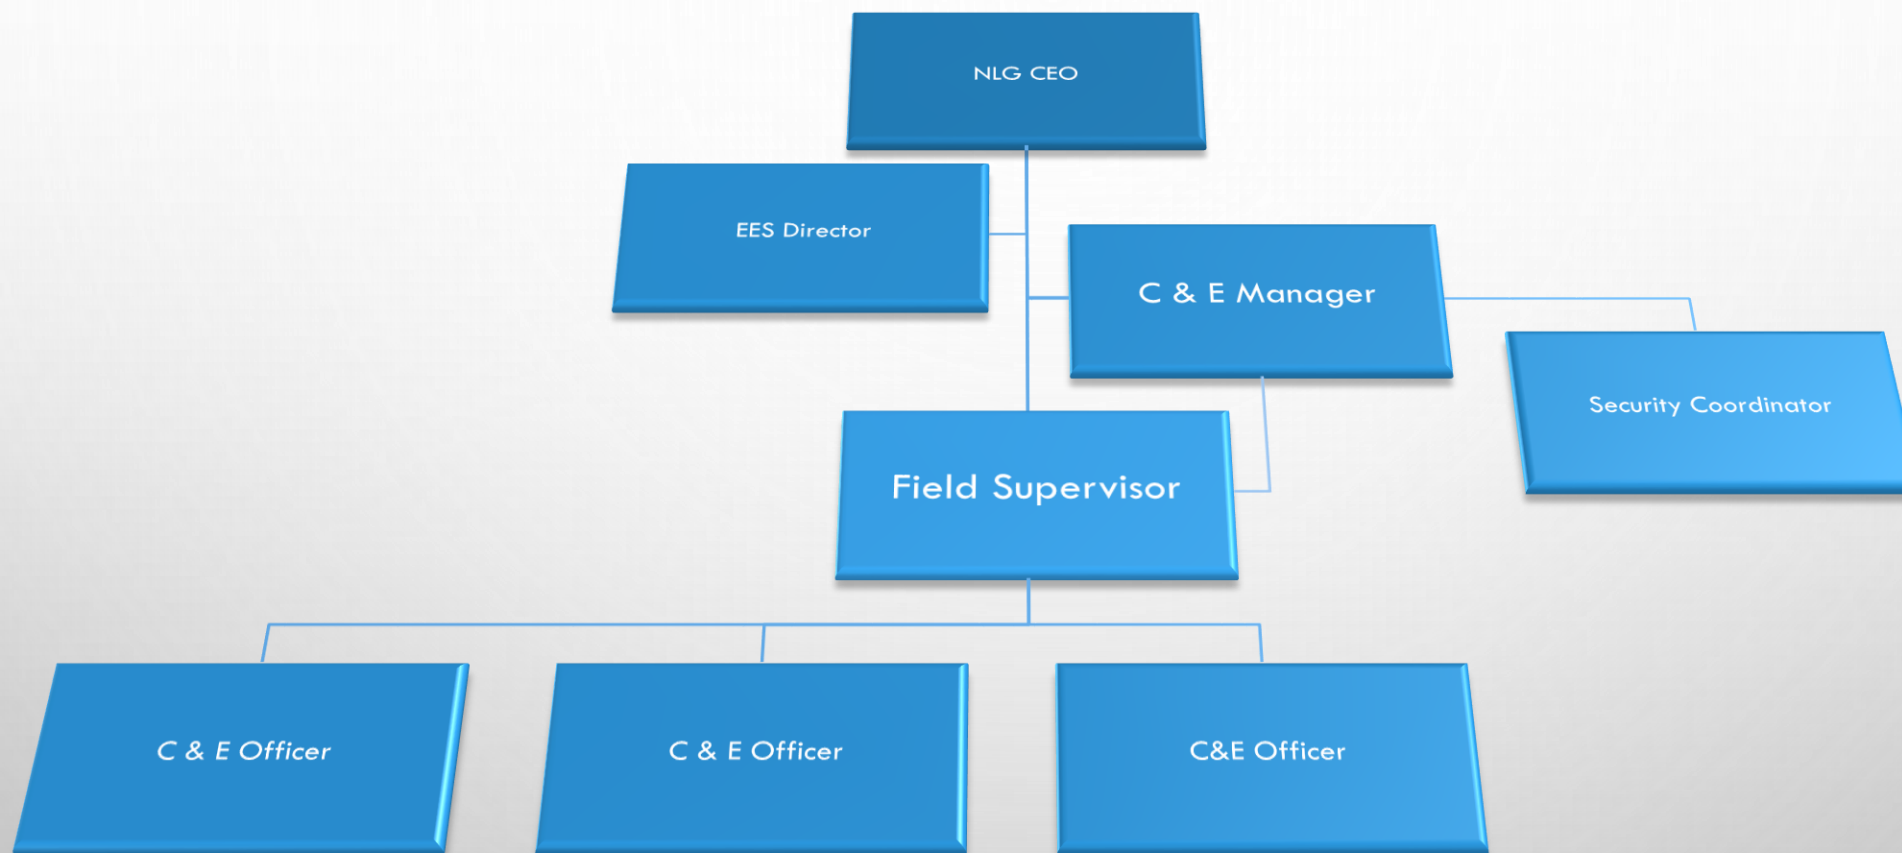 NLG CEO
EES Director
C & E Manager
Security Coordinator
Field Supervisor
C & E Officer
C & E Officer
C&E Officer